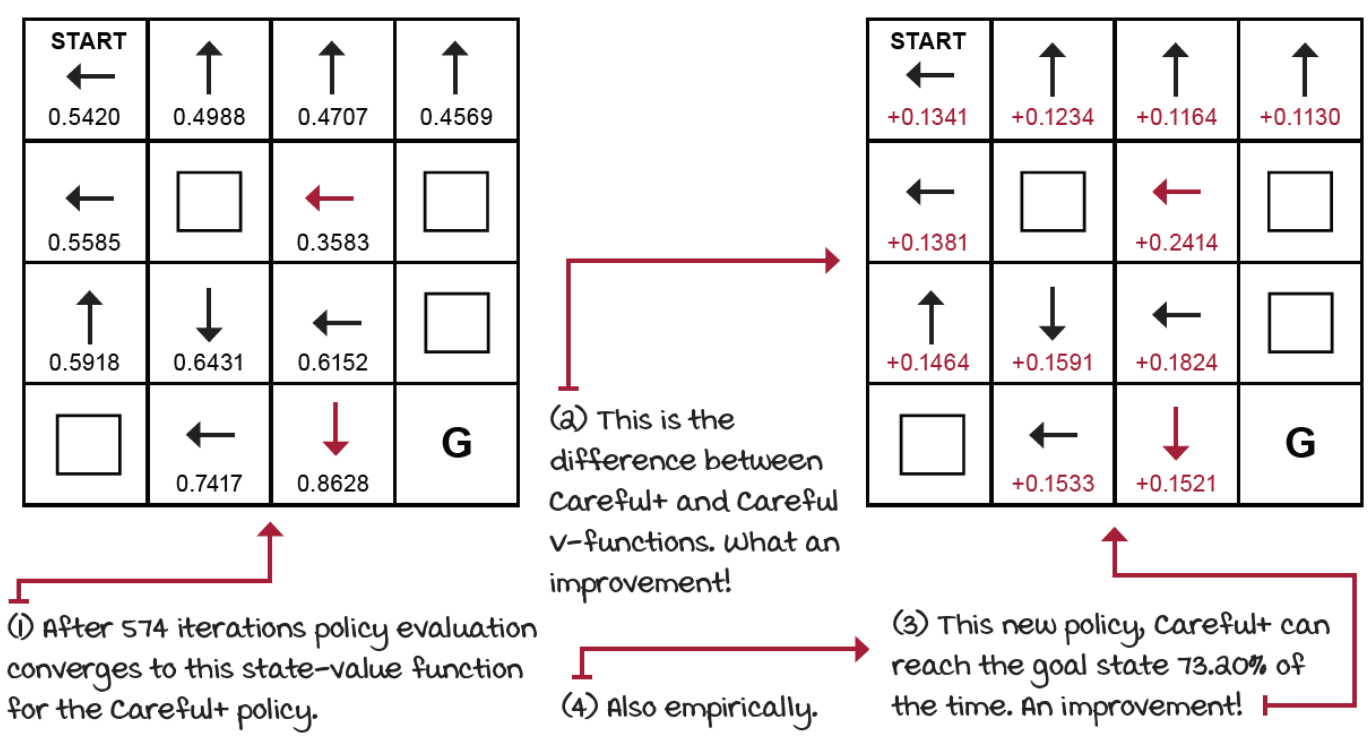 START
0.5420 0.4988 0.4707 0.4569
0.5585 0.3583
0.5918 0.6431 0.6152
G
0.7417 0.8628
START
+0.1341 +0.1234 +0.1164 +0.1130
+0.1381 +0.2414
+0.1464 +0.1591 +0.1824
G
+0.1533 +0.1521
(1) After 574 iterations policy evaluation
converges to this state-value function
for the Careful+ policy.
(2) This is the
difference between
Careful+ and Careful
v-functions. What an
improvement!
(3) This new policy, Careful+ can
reach the goal state 73.20% of
the time. An improvement!
(4) Also empirically.